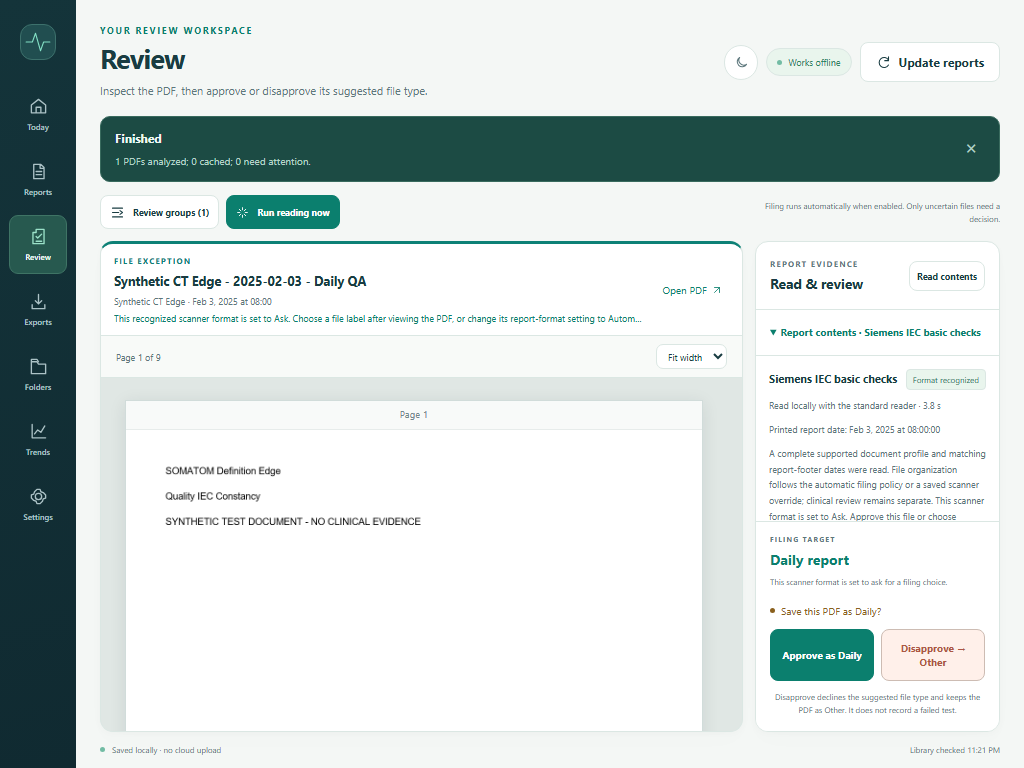 Today
Reports
Review
Exports
Folders
Trends
Settings
YOUR REVIEW WORKSPACE
Review
Inspect the PDF, then approve or disapprove its suggested file type.
Works offline
Update reports
Finished
1 PDFs analyzed; 0 cached; 0 need attention.
Review groups (1)
Run reading now
Filing runs automatically when enabled. Only uncertain files need a
decision.
FILE EXCEPTION
Synthetic CT Edge - 2025-02-03 - Daily QA
Synthetic CT Edge · Feb 3, 2025 at 08:00
This recognized scanner format is set to Ask. Choose a file label after viewing the PDF, or change its report-format setting to Autom...
Open PDF
Page 1 of 9
Fit width
Page 1
SOMATOM Definition Edge
Quality IEC Constancy
SYNTHETIC TEST DOCUMENT - NO CLINICAL EVIDENCE
REPORT EVIDENCE
Read & review
Read contents
▼ Report contents · Siemens IEC basic checks
Siemens IEC basic checks
Format recognized
Read locally with the standard reader · 3.8 s
Printed report date: Feb 3, 2025 at 08:00:00
A complete supported document profile and matching
report-footer dates were read. File organization
follows the automatic filing policy or a saved scanner
override; clinical review remains separate. This scanner
format is set to Ask. Approve this file or choose
FILING TARGET
Daily report
This scanner format is set to ask for a filing choice.
Save this PDF as Daily?
Approve as Daily
Disapprove →
Other
Disapprove declines the suggested file type and keeps the
PDF as Other. It does not record a failed test.
Saved locally · no cloud upload
Library checked 11:21 PM